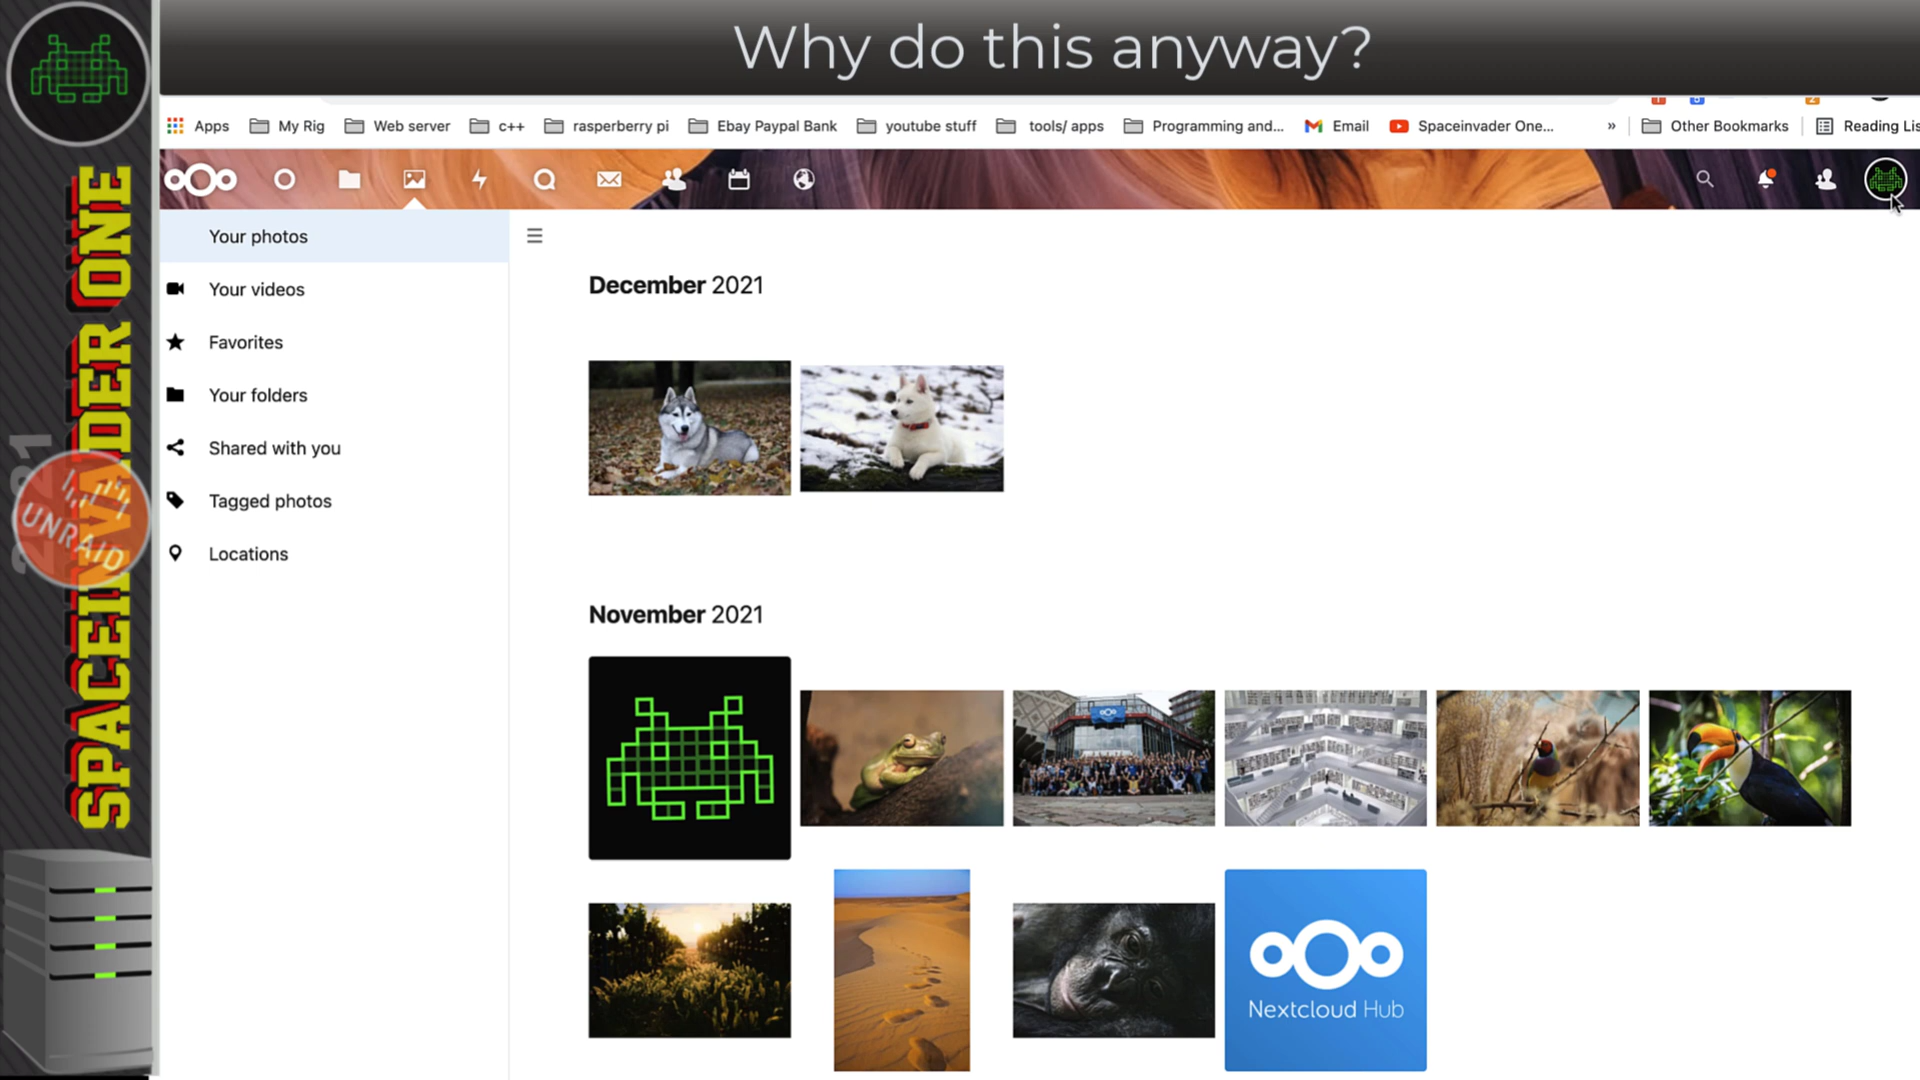 Why do this anyway?
Apps My Rig Web server c++ rasperberry pi Ebay Paypal Bank youtube stuff tools/ apps Programming and... Email Spaceinvader One... » Other Bookmarks Reading Lis
SPACEINVADER ONE
2021
UNRAID
Your photos
Your videos
Favorites
Your folders
Shared with you
Tagged photos
Locations
December 2021
November 2021
Nextcloud Hub